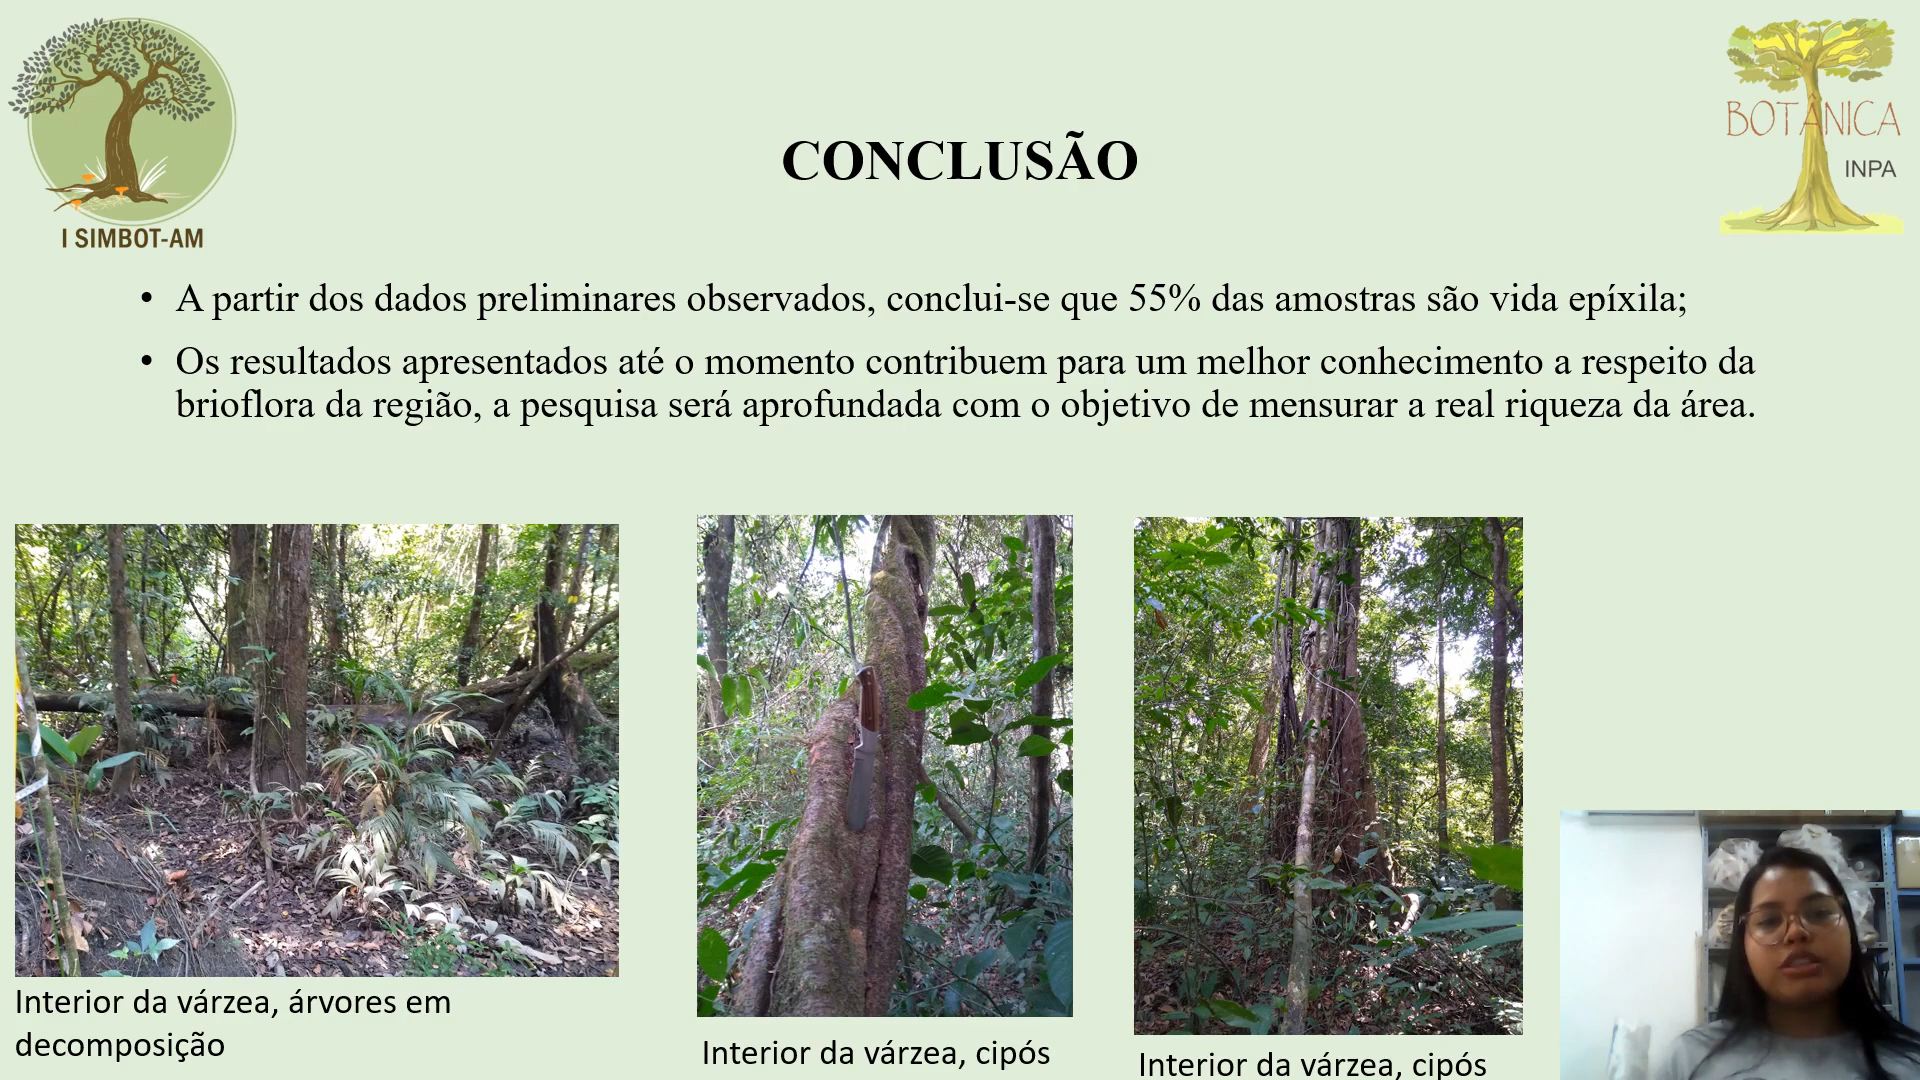 I SIMBOT-AM
BOTÂNICA
INPA
CONCLUSÃO
• A partir dos dados preliminares observados, conclui-se que 55% das amostras são vida epíxila;
• Os resultados apresentados até o momento contribuem para um melhor conhecimento a respeito da
brioflora da região, a pesquisa será aprofundada com o objetivo de mensurar a real riqueza da área.
Interior da várzea, árvores em
decomposição
Interior da várzea, cipós
Interior da várzea, cipós